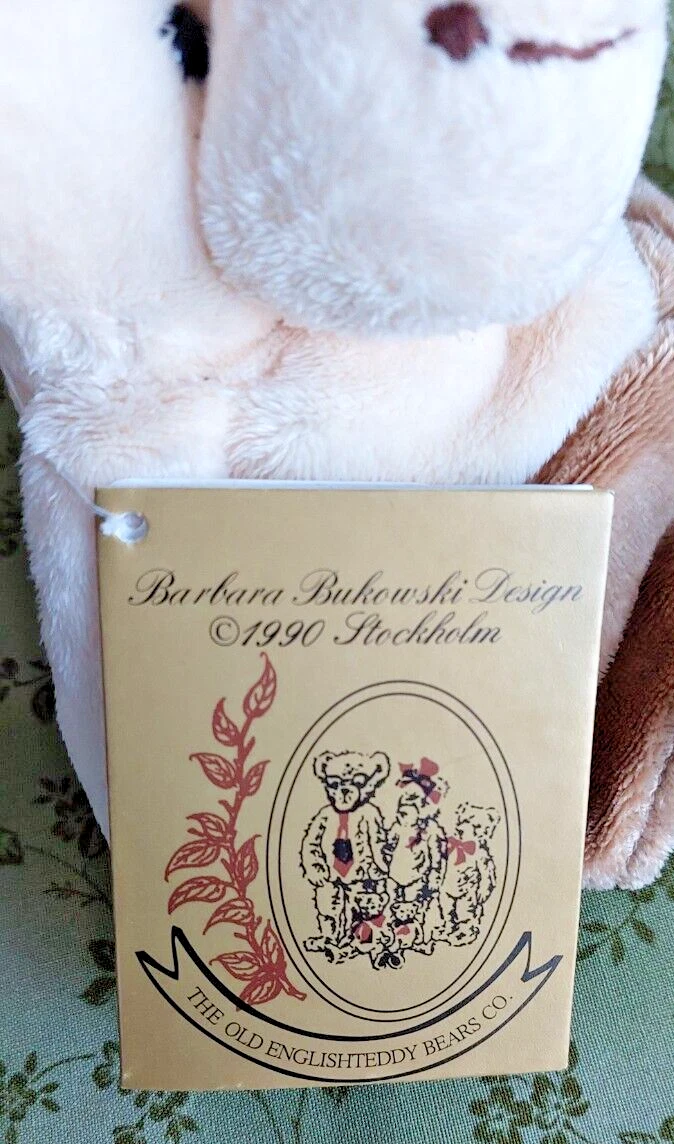 Barbara Bukowski Design
©1990 Stockholm
THE OLD ENGLISHTEDDY BEARS CO.